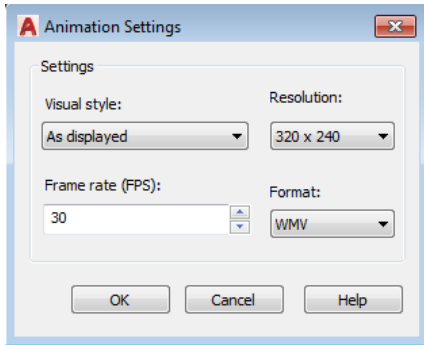 Animation Settings
Settings
Visual style:
Resolution:
As displayed
320 x 240
Frame rate (FPS):
Format:
30
WMV
OK
Cancel
Help